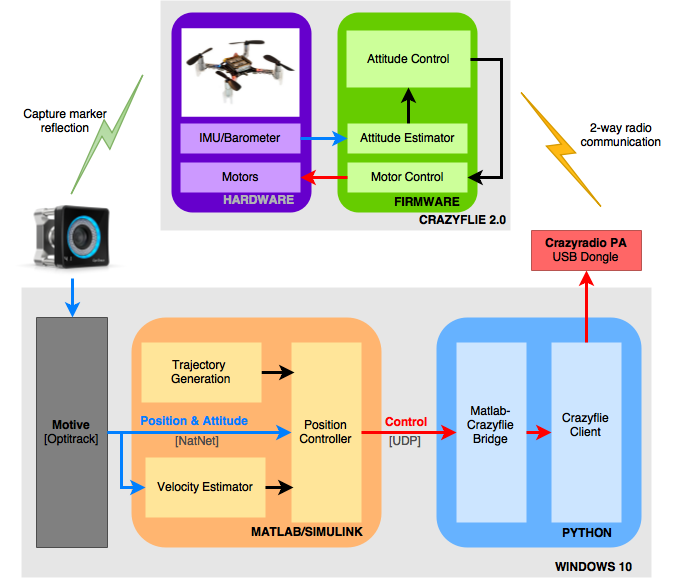 Attitude Control
Capture marker
reflection
2-way radio
communication
IMU/Barometer
Attitude Estimator
Motors
Motor Control
HARDWARE
FIRMWARE
CRAZYFLIE 2.0
Crazyradio PA
USB Dongle
Trajectory
Generation
Motive
[Optitrack]
Position & Attitude
[NatNet]
Position
Controller
Control
[UDP]
Matlab-
Crazyflie
Bridge
Crazyflie
Client
Velocity Estimator
MATLAB/SIMULINK
PYTHON
WINDOWS 10